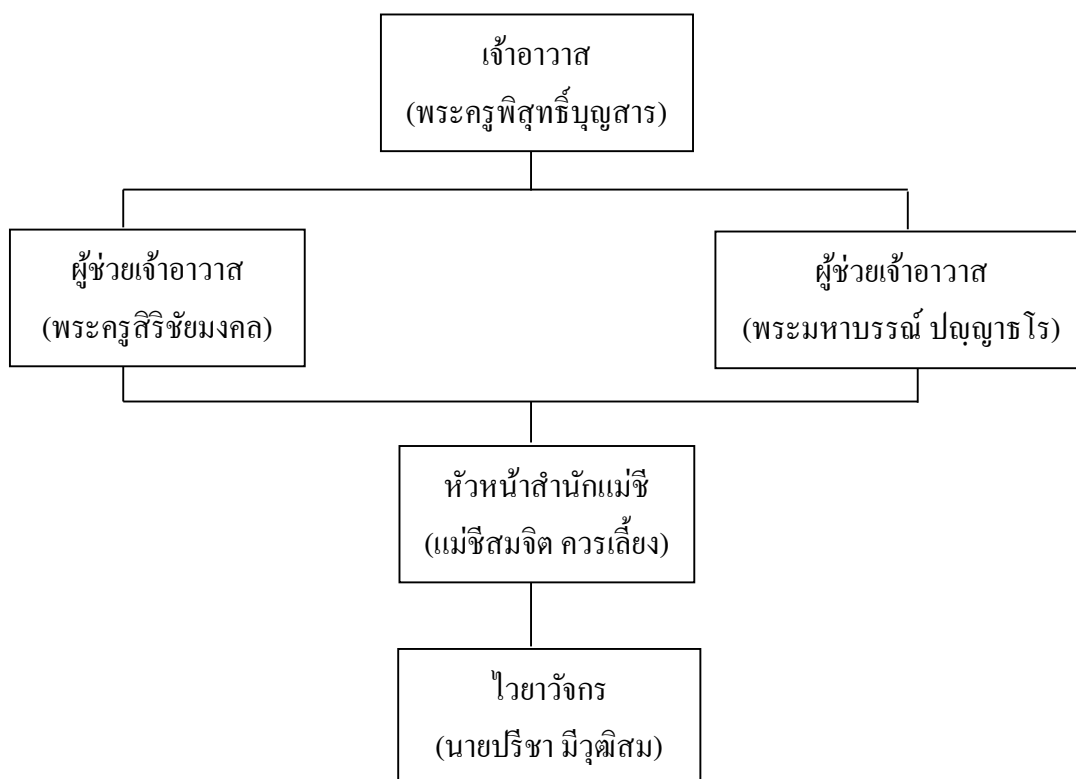 เจ้าอาวาส
(พระครูพิสุทธิ์บุญสาร)
ผู้ช่วยเจ้าอาวาส
(พระครูสิริชัยมงคล)
ผู้ช่วยเจ้าอาวาส
(พระมหาบรรณ์ ปญฺญาธโร)
หัวหน้าสำนักแม่ชี
(แม่ชีสมจิต ควรเลี้ยง)
ไวยาวัจกร
(นายปรีชา มีวุฒิสม)